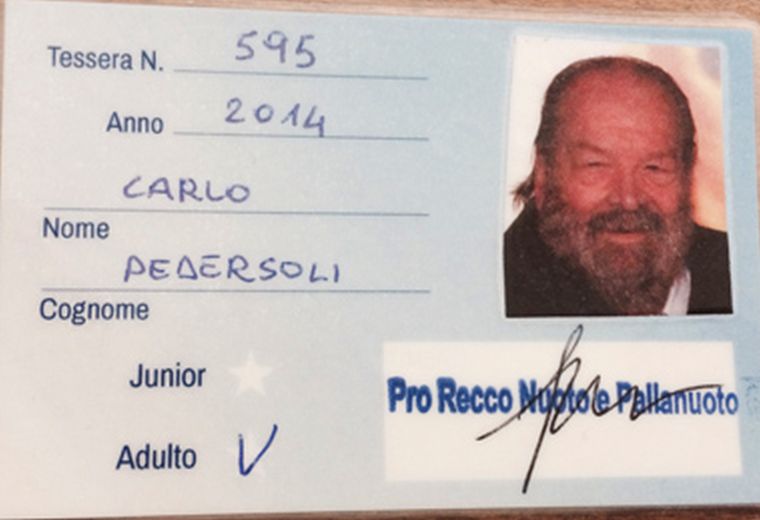 Tessera N. 595
Anno 2014
CARLO
Nome
PEDERSOLI
Cognome
Junior
Adulto V
Pro Recco Nuoto e Pallanuoto